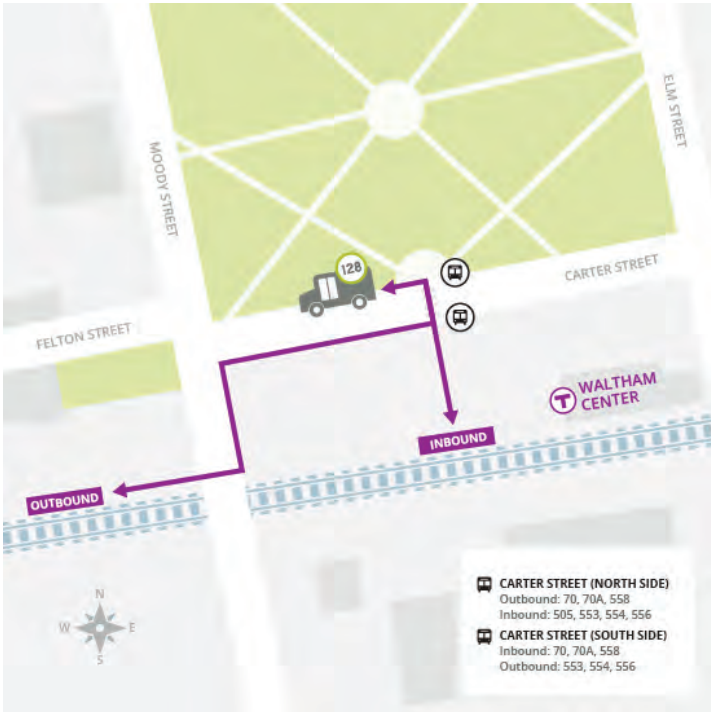 MOODY STREET
ELM STREET
128
CARTER STREET
FELTON STREET
T WALTHAM
CENTER
INBOUND
OUTBOUND
N
W E
S
CARTER STREET (NORTH SIDE)
Outbound: 70, 70A, 558
Inbound: 505, 553, 554, 556
CARTER STREET (SOUTH SIDE)
Inbound: 70, 70A, 558
Outbound: 553, 554, 556